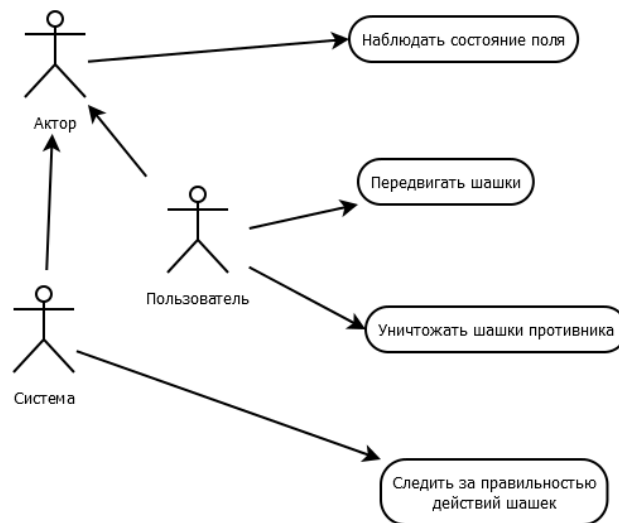 Наблюдать состояние поля
Актор
Передвигать шашки
Пользователь
Уничтожать шашки противника
Система
Следить за правильностью
действий шашек